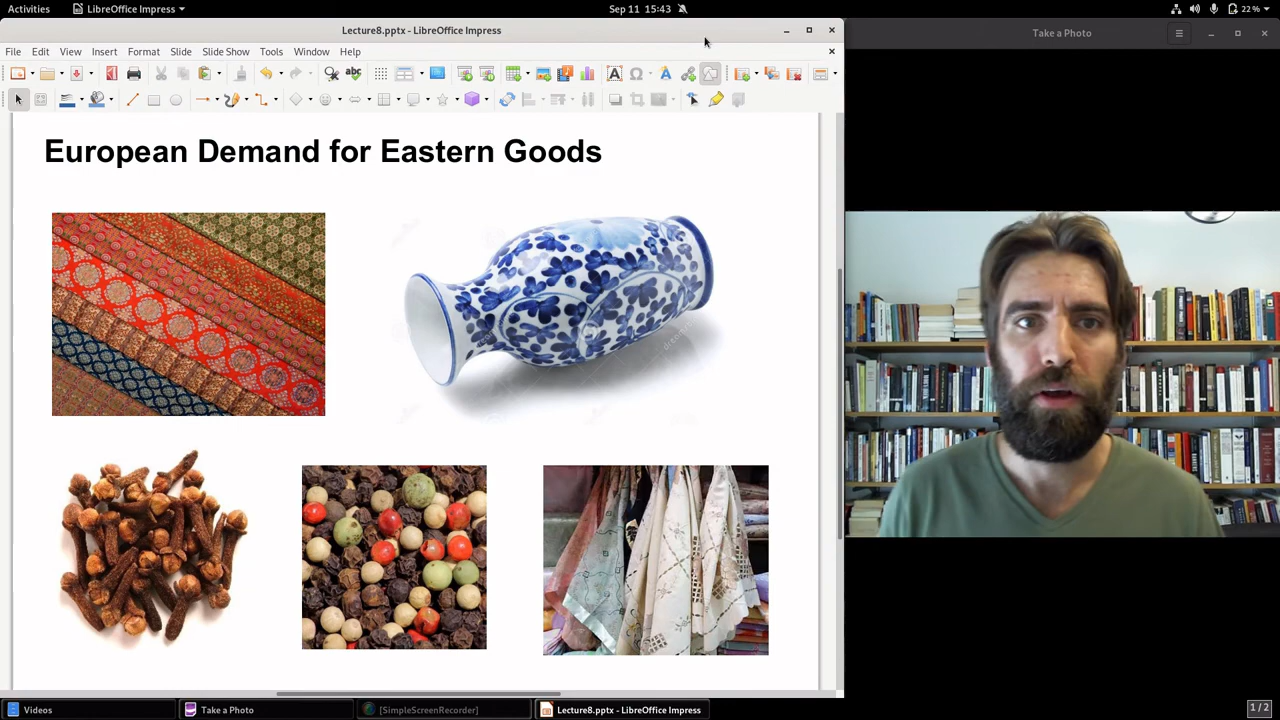 Activities
LibreOffice Impress
Sep 11 15:43
22 %
Lecture8.pptx - LibreOffice Impress
Take a Photo
File Edit View Insert Format Slide Slide Show Tools Window Help
European Demand for Eastern Goods
Videos
Take a Photo
[SimpleScreenRecorder]
Lecture8.pptx - LibreOffice Impress
1 / 2